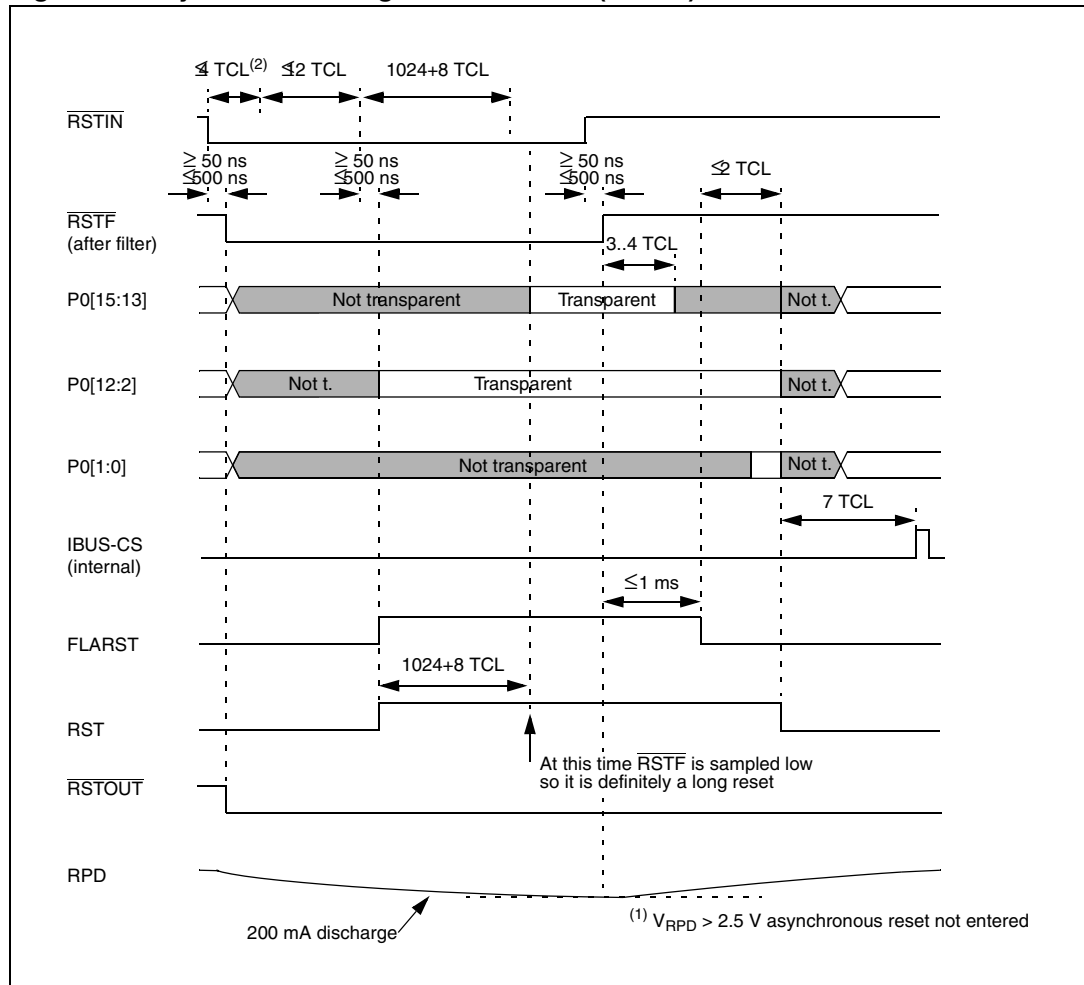 ≤4 TCL(2) ≤12 TCL 1024+8 TCL
RSTIN
≥ 50 ns ≥ 50 ns ≥ 50 ns ≤2 TCL
≤500 ns ≤500 ns ≤500 ns
RSTF
(after filter)
3..4 TCL
P0[15:13] Not transparent Transparent Not t.
P0[12:2] Not t. Transparent Not t.
P0[1:0] Not transparent Not t.
7 TCL
IBUS-CS
(internal)
≤1 ms
FLARST
1024+8 TCL
RST
At this time RSTF is sampled low
so it is definitely a long reset
RSTOUT
RPD
(1) VRPD > 2.5 V asynchronous reset not entered
200 mA discharge